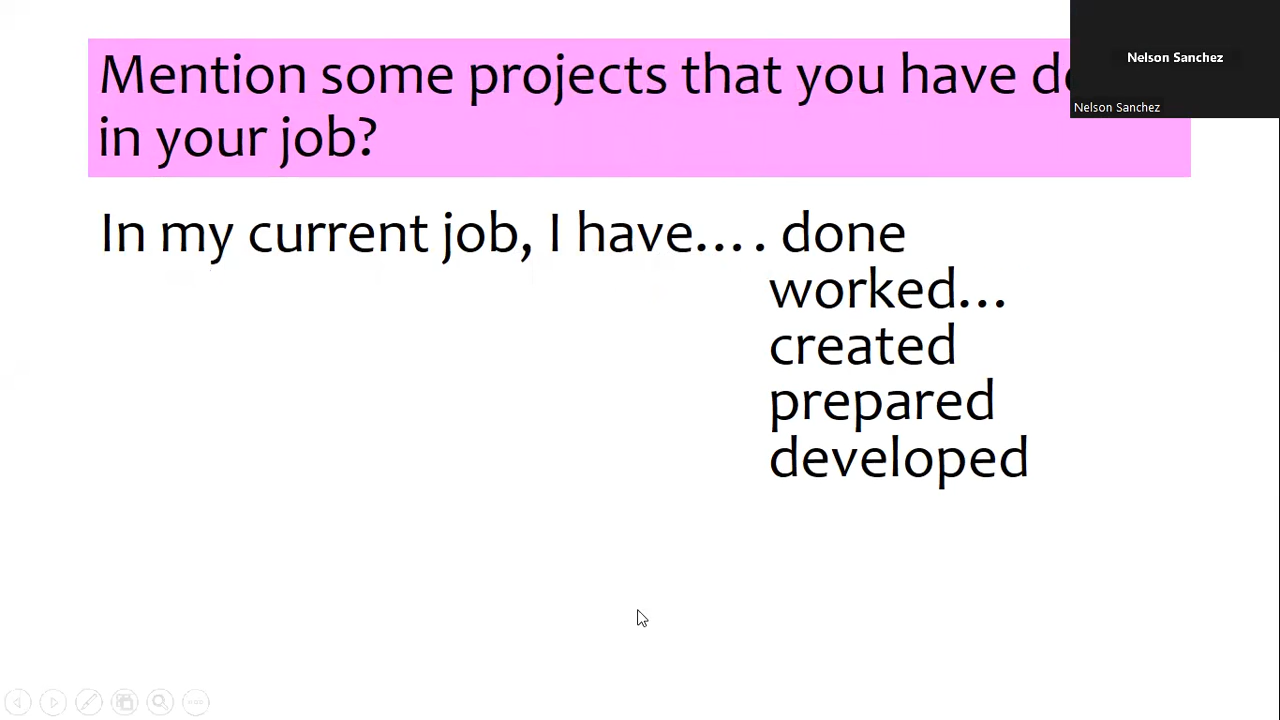 Mention some projects that you have
in your job?
Nelson Sanchez
Nelson Sanchez
In my current job, I have.... done
worked...
created
prepared
developed